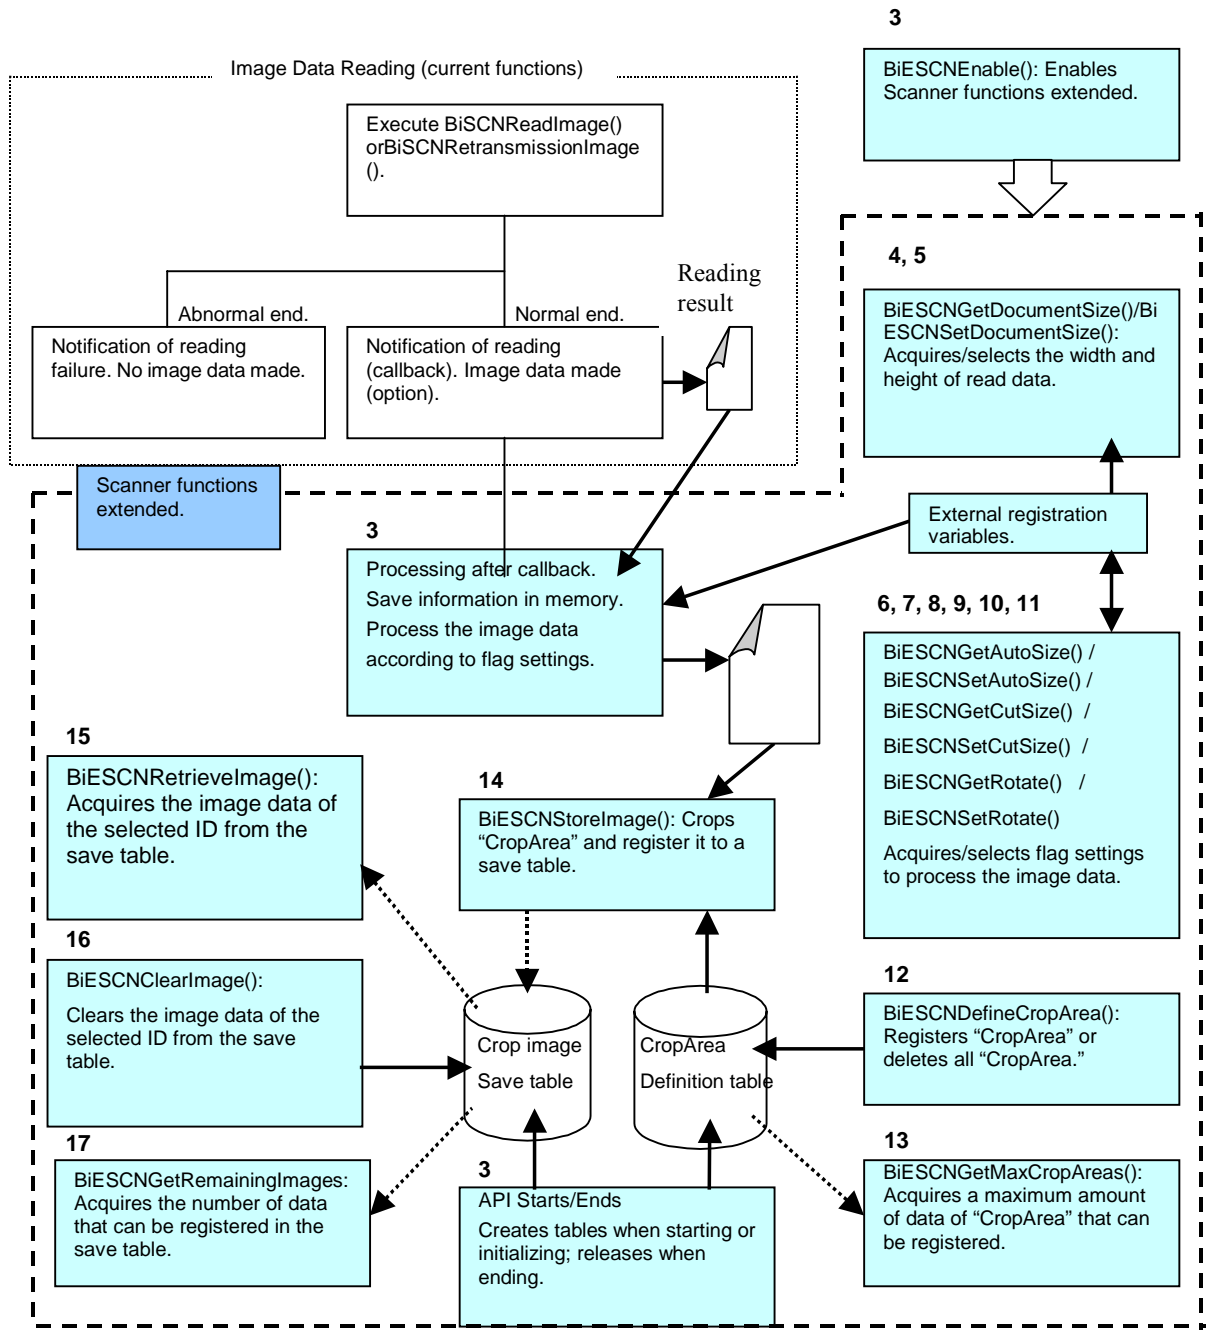 3
Image Data Reading (current functions)
BiESCNEnable(): Enables
Scanner functions extended.
Execute BiSCNReadImage()
orBiSCNRetransmissionImage
().
4, 5
Reading
result
Abnormal end.
Normal end.
BiESCNGetDocumentSize()/Bi
ESCNSetDocumentSize():
Acquires/selects the width and
height of read data.
Notification of reading
failure. No image data made.
Notification of reading
(callback). Image data made
(option).
Scanner functions
extended.
External registration
variables.
3
Processing after callback.
Save information in memory.
Process the image data
according to flag settings.
6, 7, 8, 9, 10, 11
BiESCNGetAutoSize() /
BiESCNSetAutoSize() /
BiESCNGetCutSize() /
BiESCNSetCutSize() /
BiESCNGetRotate() /
BiESCNSetRotate()
Acquires/selects flag settings
to process the image data.
15
BiESCNRetrieveImage():
Acquires the image data of
the selected ID from the
save table.
14
BiESCNStoreImage(): Crops
“CropArea” and register it to a
save table.
16
BiESCNClearImage():
Clears the image data of the
selected ID from the save
table.
Crop image
Save table
CropArea
Definition table
12
BiESCNDefineCropArea():
Registers “CropArea” or
deletes all “CropArea.”
17
BiESCNGetRemainingImages:
Acquires the number of data
that can be registered in the
save table.
3
API Starts/Ends
Creates tables when starting or
initializing; releases when
ending.
13
BiESCNGetMaxCropAreas():
Acquires a maximum amount
of data of “CropArea” that can
be registered.